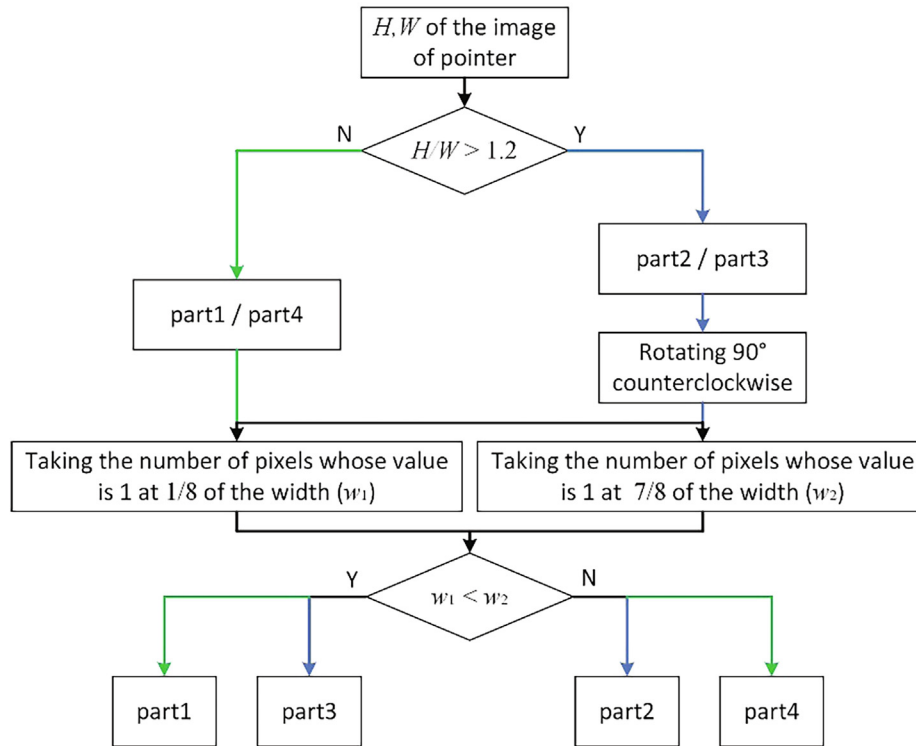 H,W of the image
of pointer
N
Y
H/W > 1.2
part2 / part3
part1 / part4
Rotating 90°
counterclockwise
Taking the number of pixels whose value
is 1 at 1/8 of the width (w₁)
Taking the number of pixels whose value
is 1 at 7/8 of the width (w₂)
Y
N
w₁ < w₂
part1
part3
part2
part4